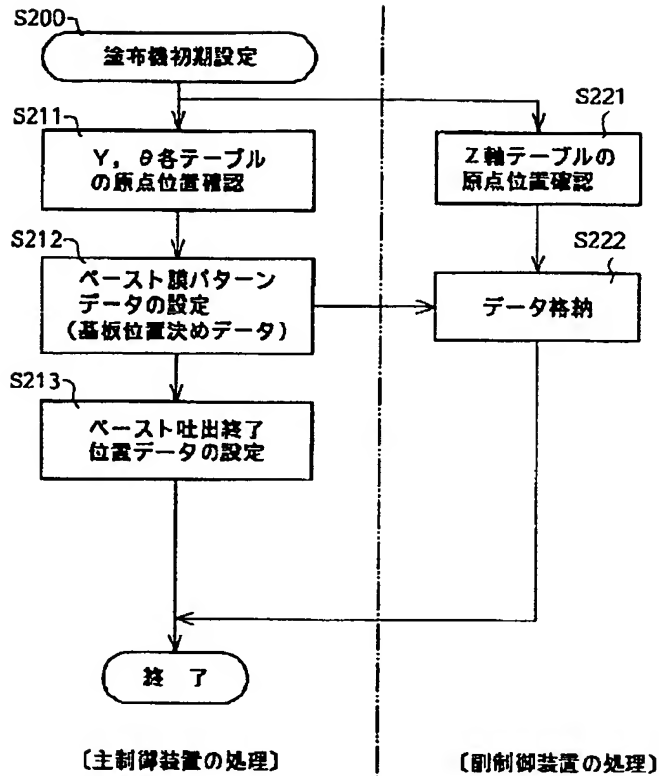 S200
塗布機初期設定
S211
Y, θ各テーブル
の原点位置確認
S221
Z軸テーブルの
原点位置確認
S212
ペースト膜パターン
データの設定
(基板位置決めデータ)
S222
データ格納
S213
ペースト吐出終了
位置データの設定
終 了
〔主制御装置の処理〕
〔副制御装置の処理〕